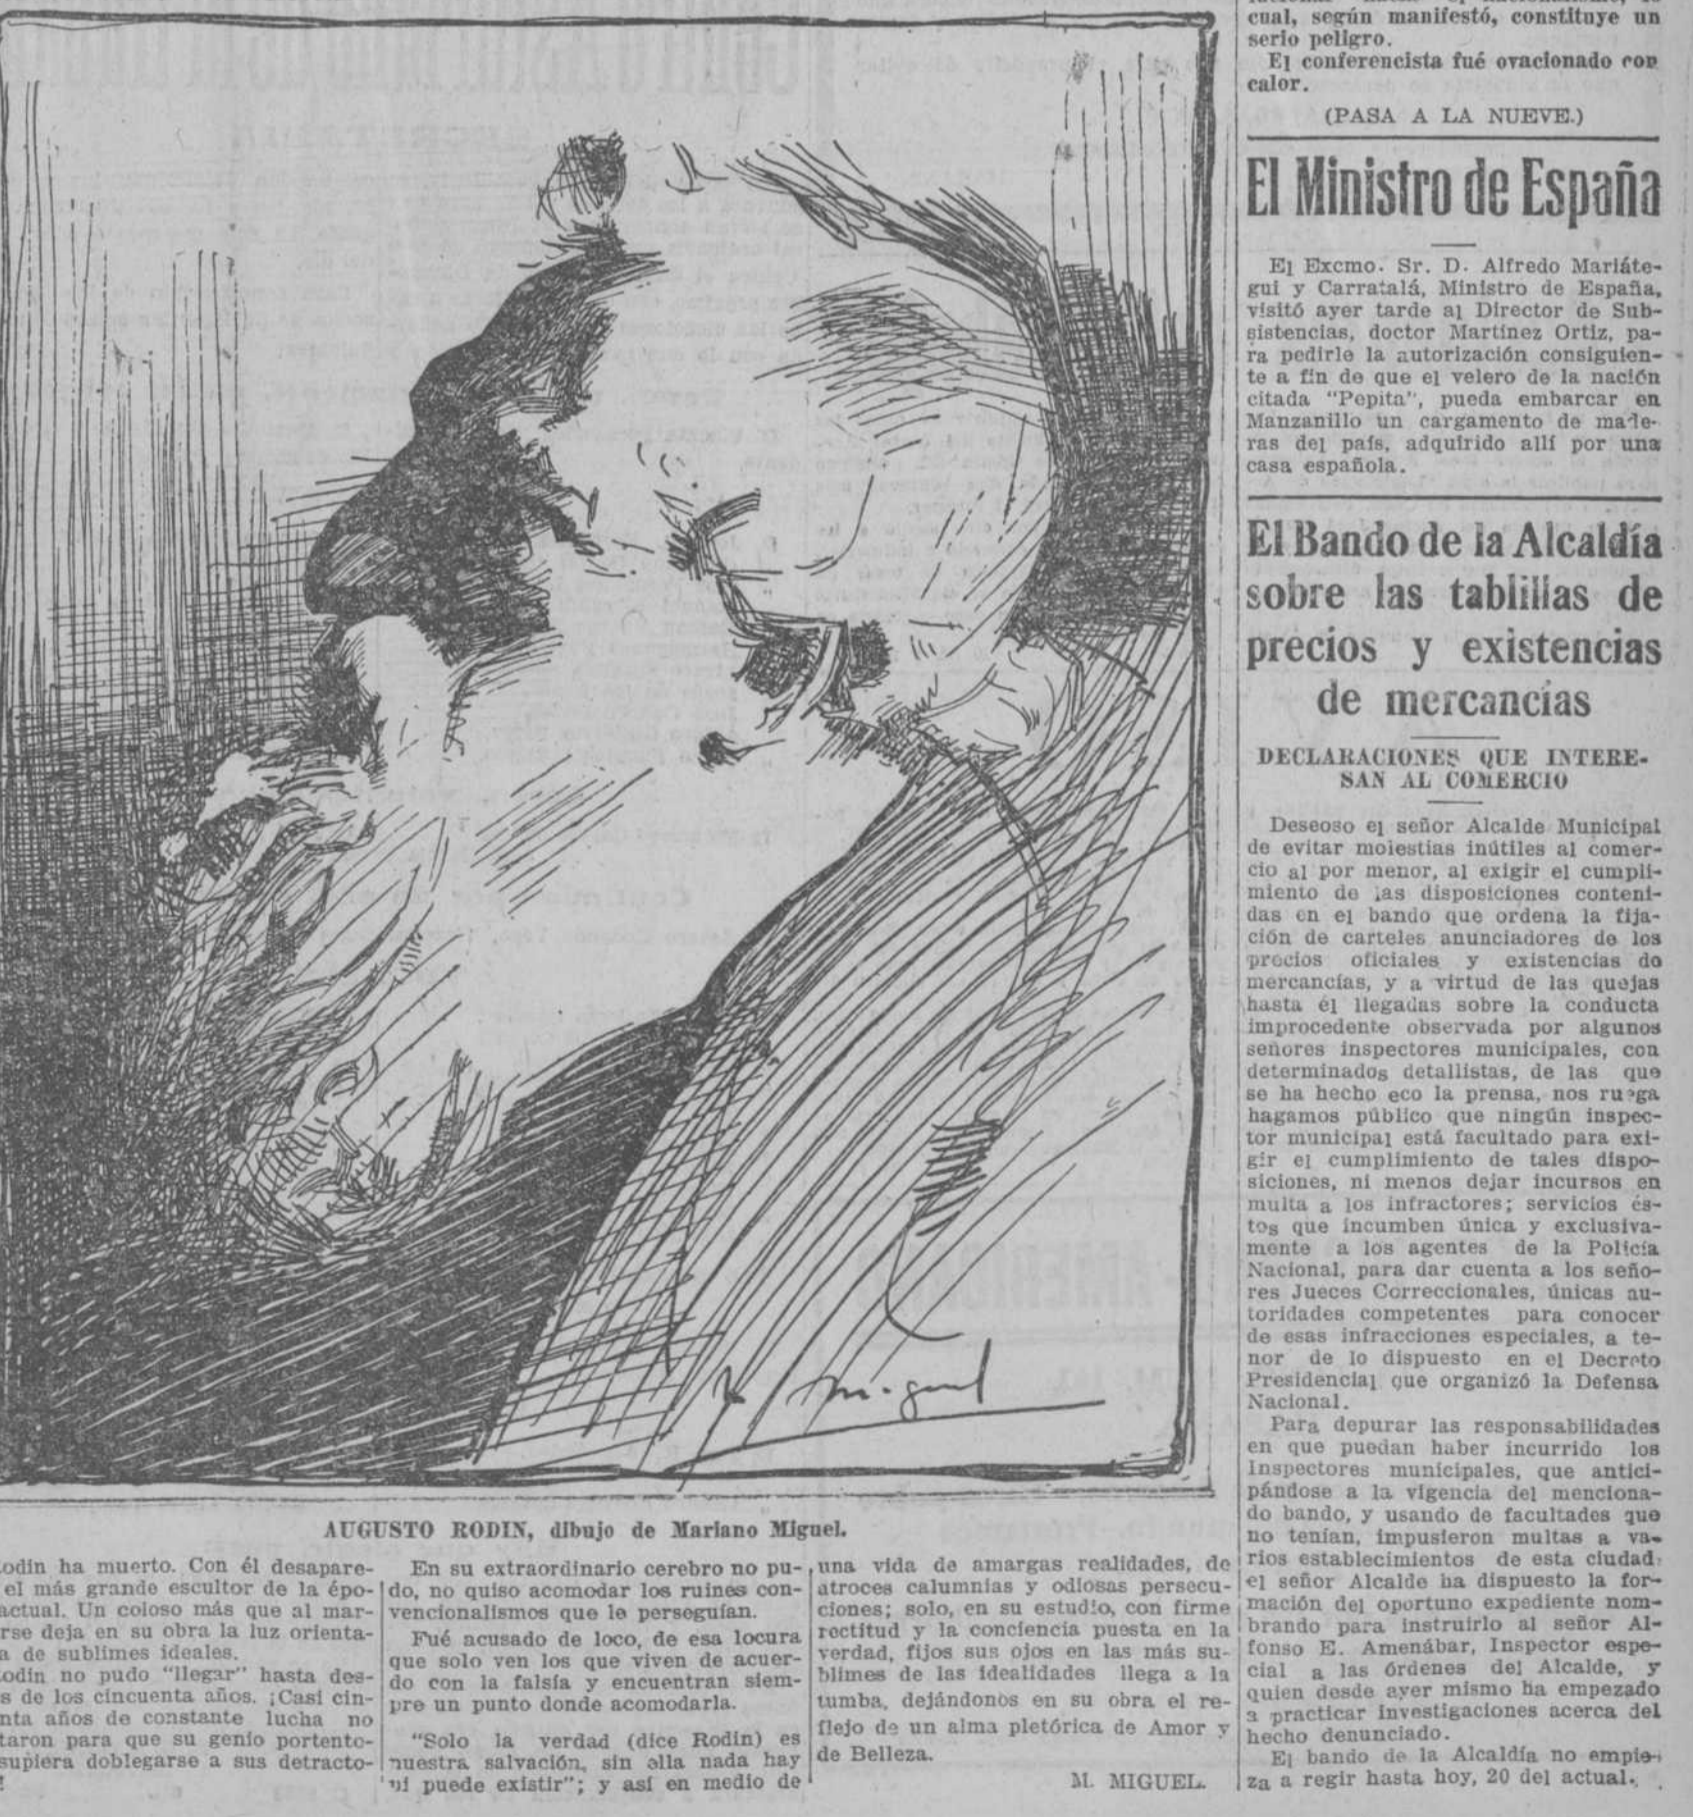 M. Miguel
AUGUSTO RODIN, dibujo de Mariano Miguel.
odin ha muerto. Con él desapare-
el más grande escultor de la épo-
actual. Un coloso más que al mar-
rse deja en su obra la luz orienta-
a de sublimes ideales.
odin no pudo "llegar" hasta des-
s de los cincuenta años. ¡Casi cin-
nta años de constante lucha no
taron para que su genio portento-
supiera doblegarse a sus detracto-
!
En su extraordinario cerebro no pu-
do, no quiso acomodar los ruines con-
vencionalismos que le perseguían.
Fué acusado de loco, de esa locura
que solo ven los que viven de acuer-
do con la falsía y encuentran siem-
pre un punto donde acomodarla.
"Solo la verdad (dice Rodin) es
nuestra salvación, sin ella nada hay
ni puede existir"; y así en medio de
una vida de amargas realidades, de
atroces calumnias y odiosas persecu-
ciones; solo, en su estudio, con firme
rectitud y la conciencia puesta en la
verdad, fijos sus ojos en las más su-
blimes de las idealidades llega a la
tumba, dejándonos en su obra el re-
flejo de un alma pletórica de Amor y
de Belleza.
M. MIGUEL.
cual, según manifestó, constituye un
serio peligro.
El conferencista fué ovacionado con
calor.
(PASA A LA NUEVE.)
El Ministro de España
El Excmo. Sr. D. Alfredo Mariáte-
gui y Carratalá, Ministro de España,
visitó ayer tarde al Director de Sub-
sistencias, doctor Martínez Ortiz, pa-
ra pedirle la autorización consiguien-
te a fin de que el velero de la nación
citada "Pepita", pueda embarcar en
Manzanillo un cargamento de made-
ras del país, adquirido allí por una
casa española.
El Bando de la Alcaldía
sobre las tablillas de
precios y existencias
de mercancías
DECLARACIONES QUE INTERE-
SAN AL COMERCIO
Deseoso el señor Alcalde Municipal
de evitar molestias inútiles al comer-
cio al por menor, al exigir el cumpli-
miento de las disposiciones conteni-
das en el bando que ordena la fija-
ción de carteles anunciadores de los
precios oficiales y existencias de
mercancías, y a virtud de las quejas
hasta él llegadas sobre la conducta
improcedente observada por algunos
señores inspectores municipales, con
determinados detallistas, de las que
se ha hecho eco la prensa, nos ruega
hagamos público que ningún inspec-
tor municipal está facultado para exi-
gir el cumplimiento de tales dispo-
siciones, ni menos dejar incursos en
multa a los infractores; servicios és-
tos que incumben única y exclusiva-
mente a los agentes de la Policía
Nacional, para dar cuenta a los seño-
res Jueces Correccionales, únicas au-
toridades competentes para conocer
de esas infracciones especiales, a te-
nor de lo dispuesto en el Decreto
Presidencial que organizó la Defensa
Nacional.
Para depurar las responsabilidades
en que puedan haber incurrido los
Inspectores municipales, que antici-
pándose a la vigencia del menciona-
do bando, y usando de facultades que
no tenían, impusieron multas a va-
rios establecimientos de esta ciudad,
el señor Alcalde ha dispuesto la for-
mación del oportuno expediente nom-
brando para instruirlo al señor Al-
fonso E. Amenábar, Inspector espe-
cial a las órdenes del Alcalde, y
quien desde ayer mismo ha empezado
a practicar investigaciones acerca del
hecho denunciado.
El bando de la Alcaldía no empie-
za a regir hasta hoy, 20 del actual.